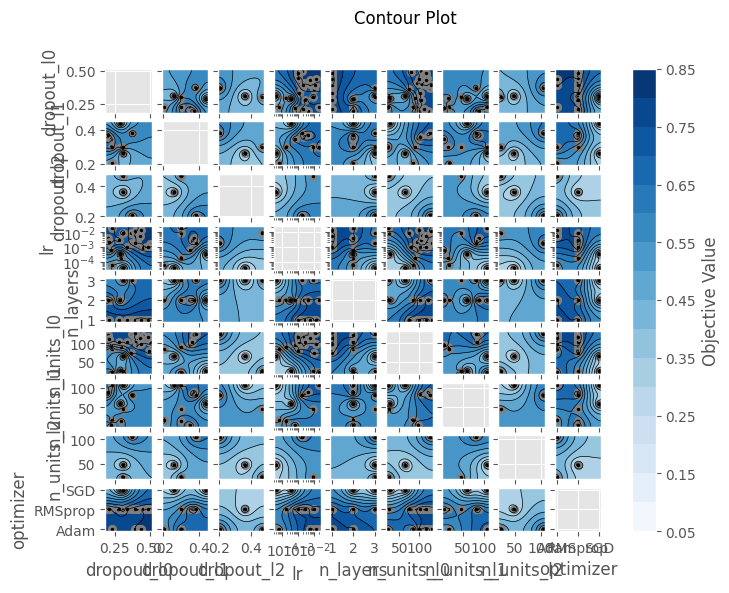 Contour Plot
0.50
0.25
dropout_l0
0.4
0.2
dropout_l1
0.4
0.2
dropout_l2
10⁻²
10⁻³
10⁻⁴
lr
3
2
1
n_layers
100
50
n_units_l0
100
50
n_units_l1
100
50
n_units_l2
SGD
RMSprop
Adam
optimizer
0.25 0.50 0.2 0.4 0.2 0.4 1 2 3 50 100 50 100 50 100 Adam RMSprop SGD
dropout_l0 dropout_l1 dropout_l2 lr n_layers n_units_l0 n_units_l1 n_units_l2 optimizer
0.85
0.75
0.65
0.55
0.45
0.35
0.25
0.15
0.05
Objective Value